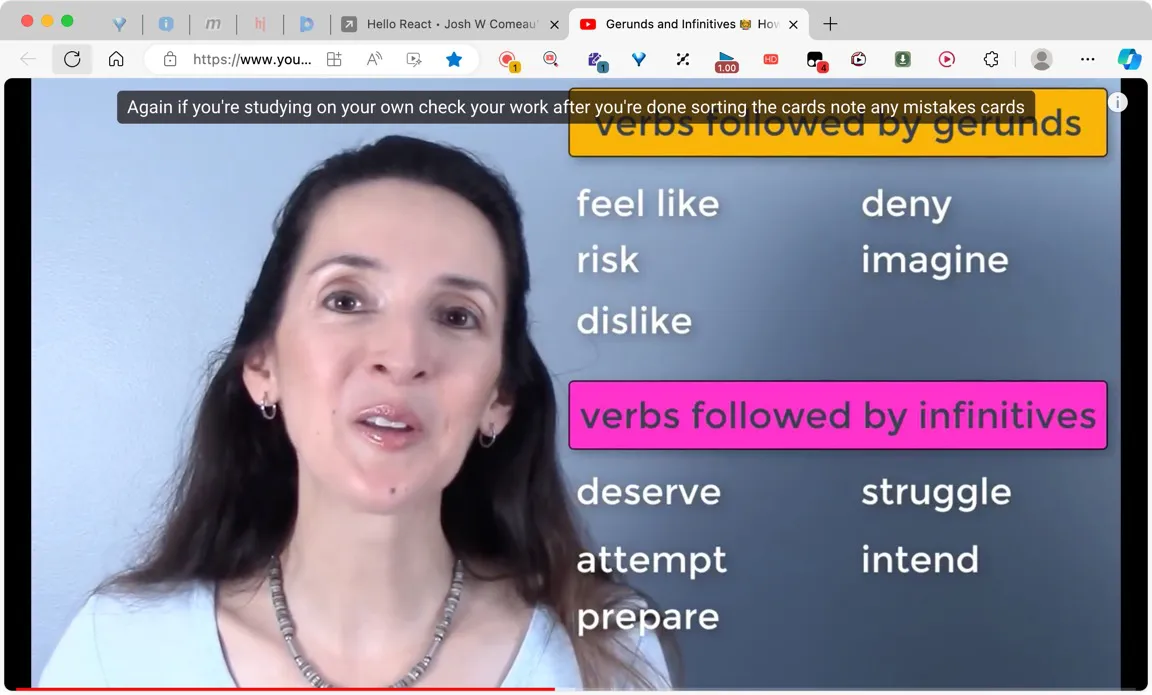 m
hj
Hello React • Josh W Comeau
Gerunds and Infinitives 🦁 How
https://www.you...
1
1
1.00
HD
4
Again if you're studying on your own check your work after you're done sorting the cards note any mistakes cards
verbs followed by gerunds
feel like deny
risk imagine
dislike
verbs followed by infinitives
deserve struggle
attempt intend
prepare